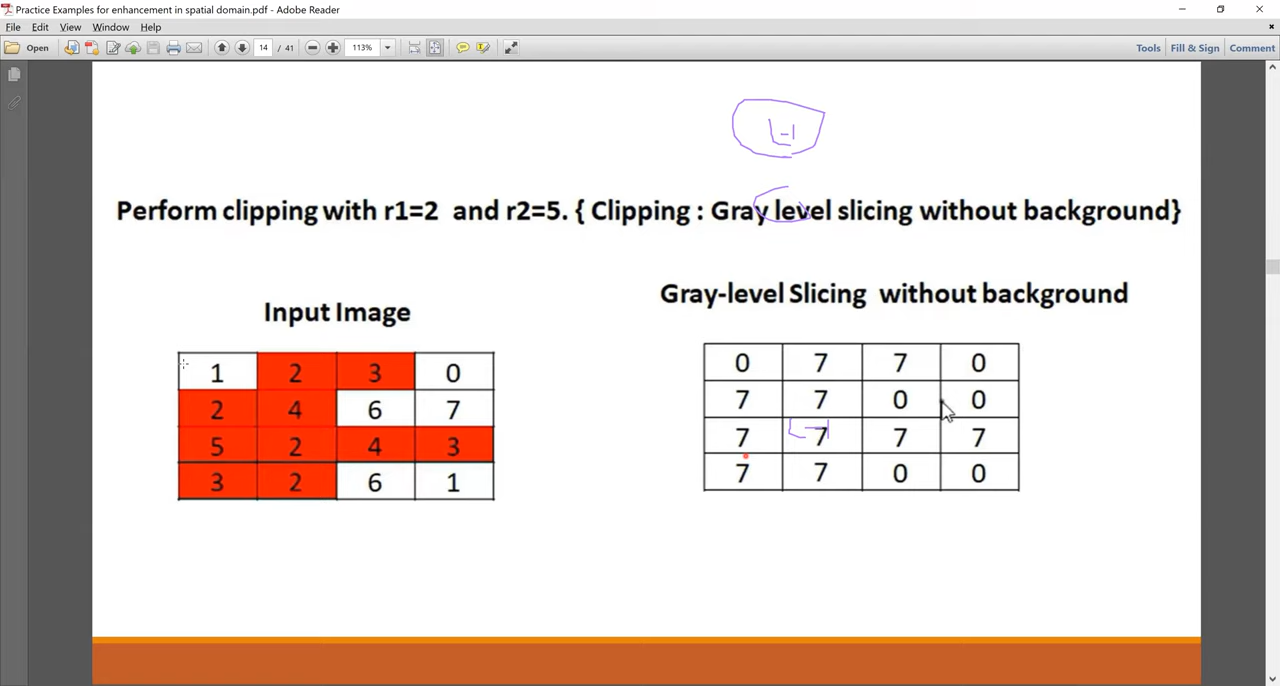 Practice Examples for enhancement in spatial domain.pdf - Adobe Reader
File Edit View Window Help
Open 14 / 41 113% Tools Fill & Sign Comment
L-1
Perform clipping with r1=2 and r2=5. { Clipping : Gray level slicing without background}
Input Image
Gray-level Slicing without background
1 2 3 0
2 4 6 7
5 2 4 3
3 2 6 1
0 7 7 0
7 7 0 0
7 7 7 7
L-1
7 7 0 0